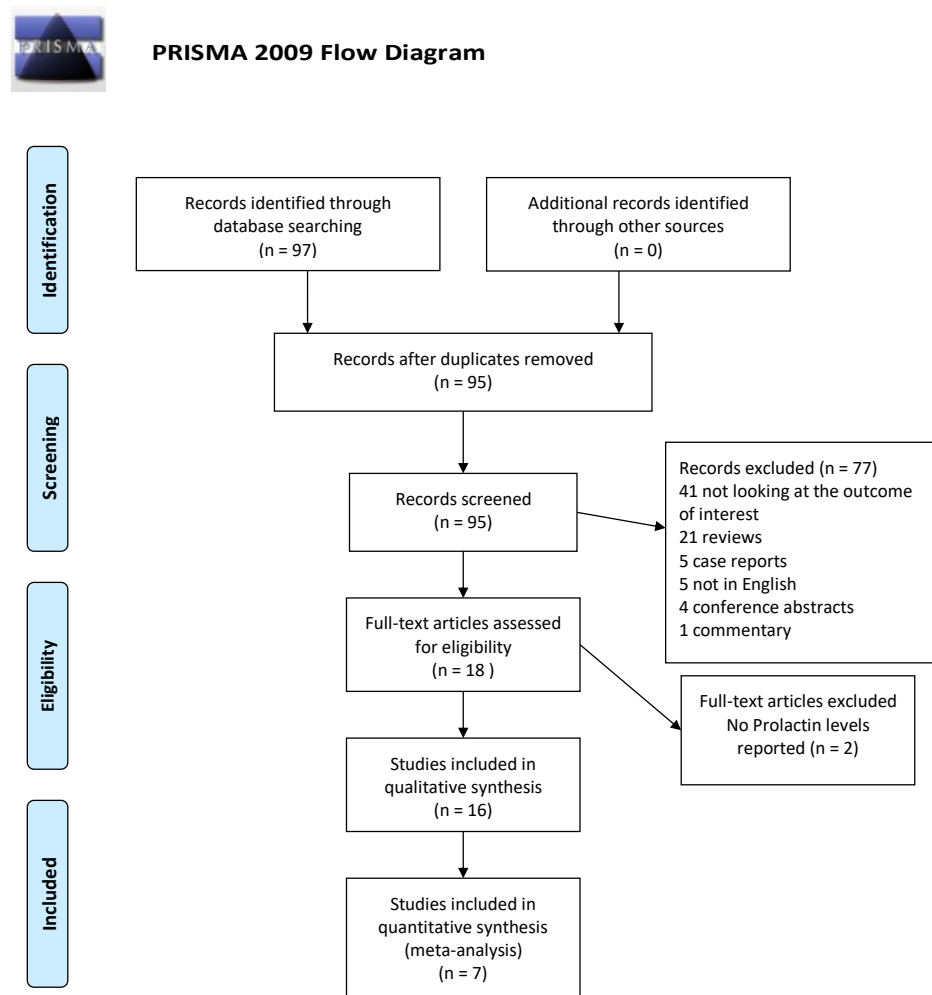 PRISMA
PRISMA 2009 Flow Diagram
Identification
Records identified through
database searching
(n = 97)
Additional records identified
through other sources
(n = 0)
Records after duplicates removed
(n = 95)
Screening
Records screened
(n = 95)
Records excluded (n = 77)
41 not looking at the outcome
of interest
21 reviews
5 case reports
5 not in English
4 conference abstracts
1 commentary
Eligibility
Full-text articles assessed
for eligibility
(n = 18 )
Full-text articles excluded
No Prolactin levels
reported (n = 2)
Studies included in
qualitative synthesis
(n = 16)
Included
Studies included in
quantitative synthesis
(meta-analysis)
(n = 7)